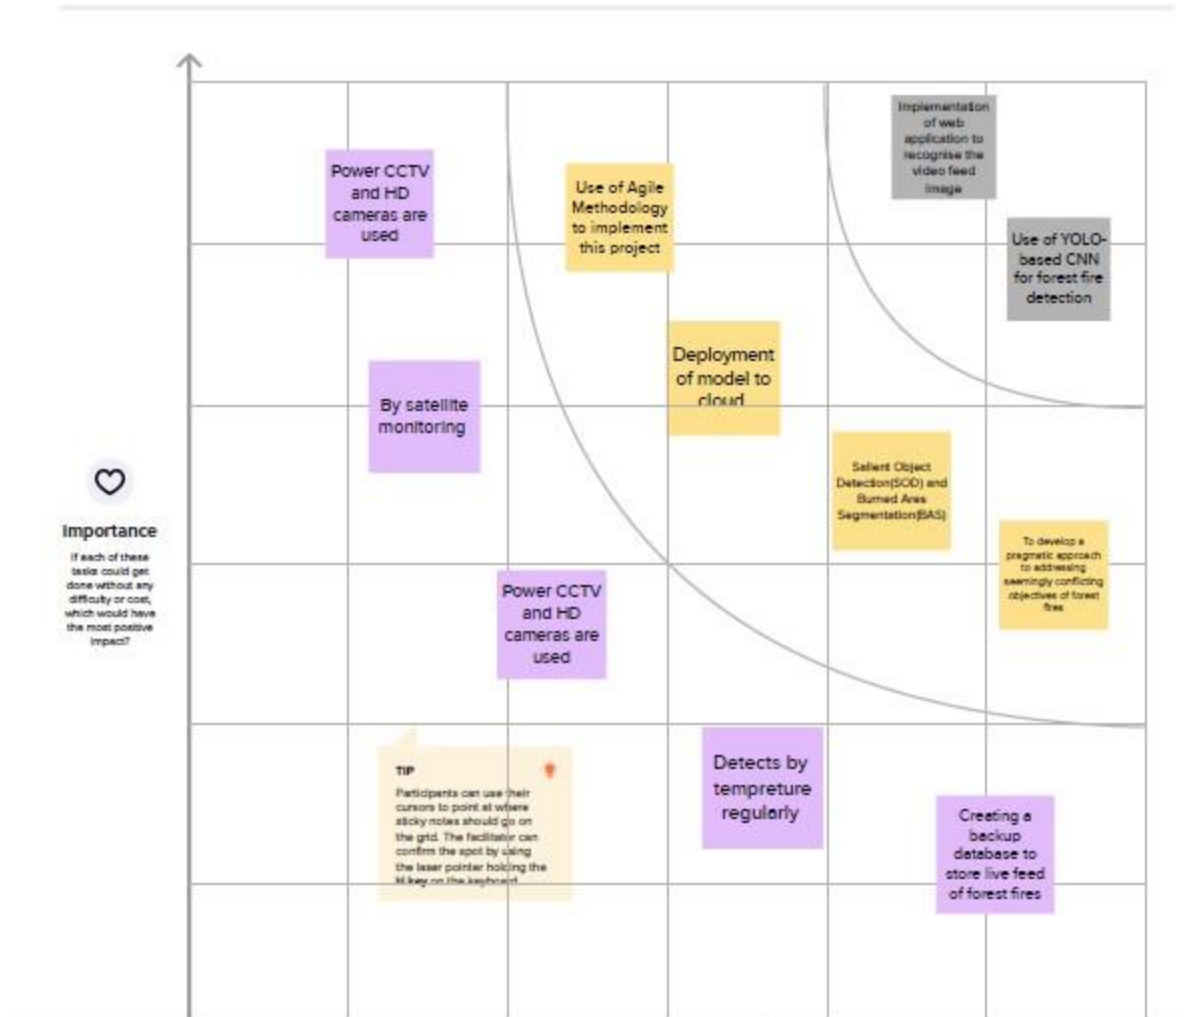 Implementation
of web
application to
recognise the
video feed
image
Power CCTV
and HD
cameras are
used
Use of Agile
Methodology
to implement
this project
Use of YOLO-
based CNN
for forest fire
detection
Deployment
of model to
cloud
By satellite
monitoring
Salient Object
Detection(SOD) and
Burned Area
Segmentation(BAS)
Importance
If each of these
tasks could get
done without any
difficulty or cost,
which would have
the most positive
impact?
To develop a
pragmatic approach
to addressing
seemingly conflicting
objectives of forest
fires
Power CCTV
and HD
cameras are
used
Detects by
tempreture
regularly
TIP
Participants can use their
cursors to point at where
sticky notes should go on
the grid. The facilitator can
confirm the spot by using
the laser pointer holding the
H key on the keyboard.
Creating a
backup
database to
store live feed
of forest fires